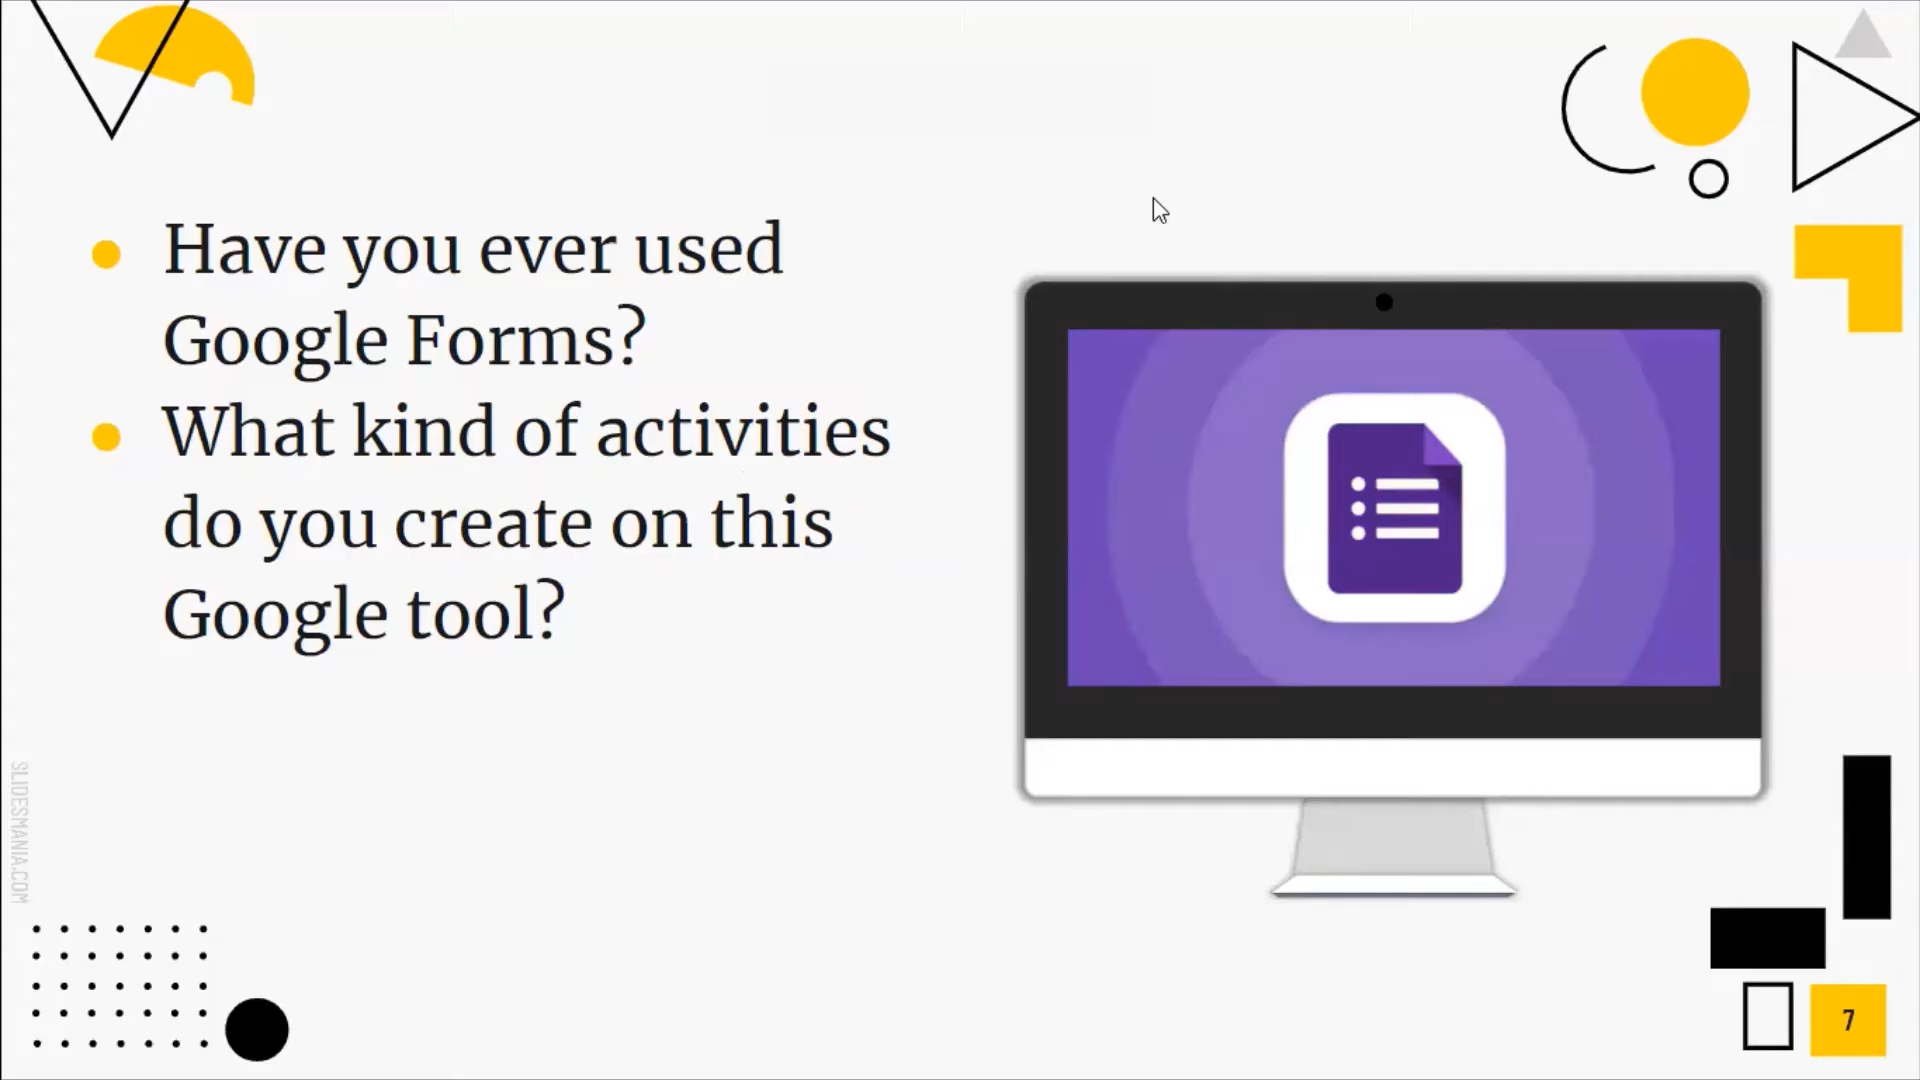 Have you ever used
Google Forms?
What kind of activities
do you create on this
Google tool?
SLIDESMANIA.COM
7